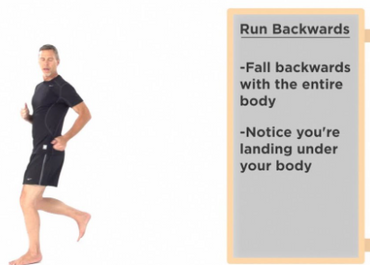 Run Backwards
-Fall backwards
with the entire
body
-Notice you're
landing under
your body